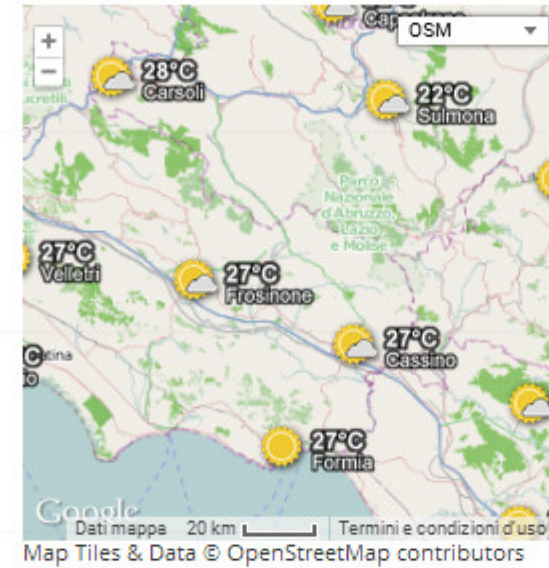 +
OSM
−
28°C
Carsoli
22°C
Sulmona
Parco
Nazionale
d'Abruzzo,
Lazio
e Molise
27°C
Velletri
27°C
Frosinone
27°C
Cassino
27°C
Formia
Google
Dati mappa 20 km Termini e condizioni d'uso
Map Tiles & Data © OpenStreetMap contributors